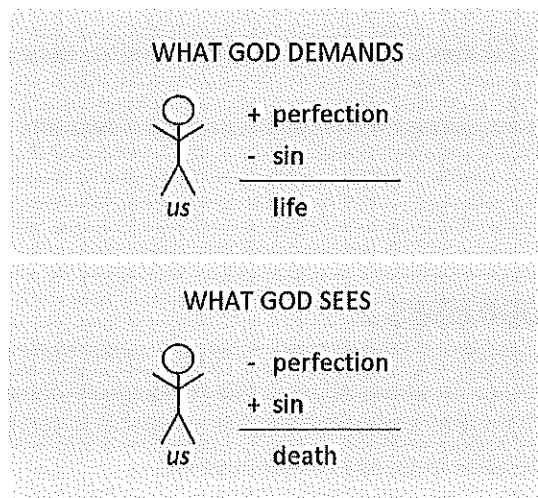 WHAT GOD DEMANDS
+ perfection
- sin
us
life
WHAT GOD SEES
- perfection
+ sin
us
death